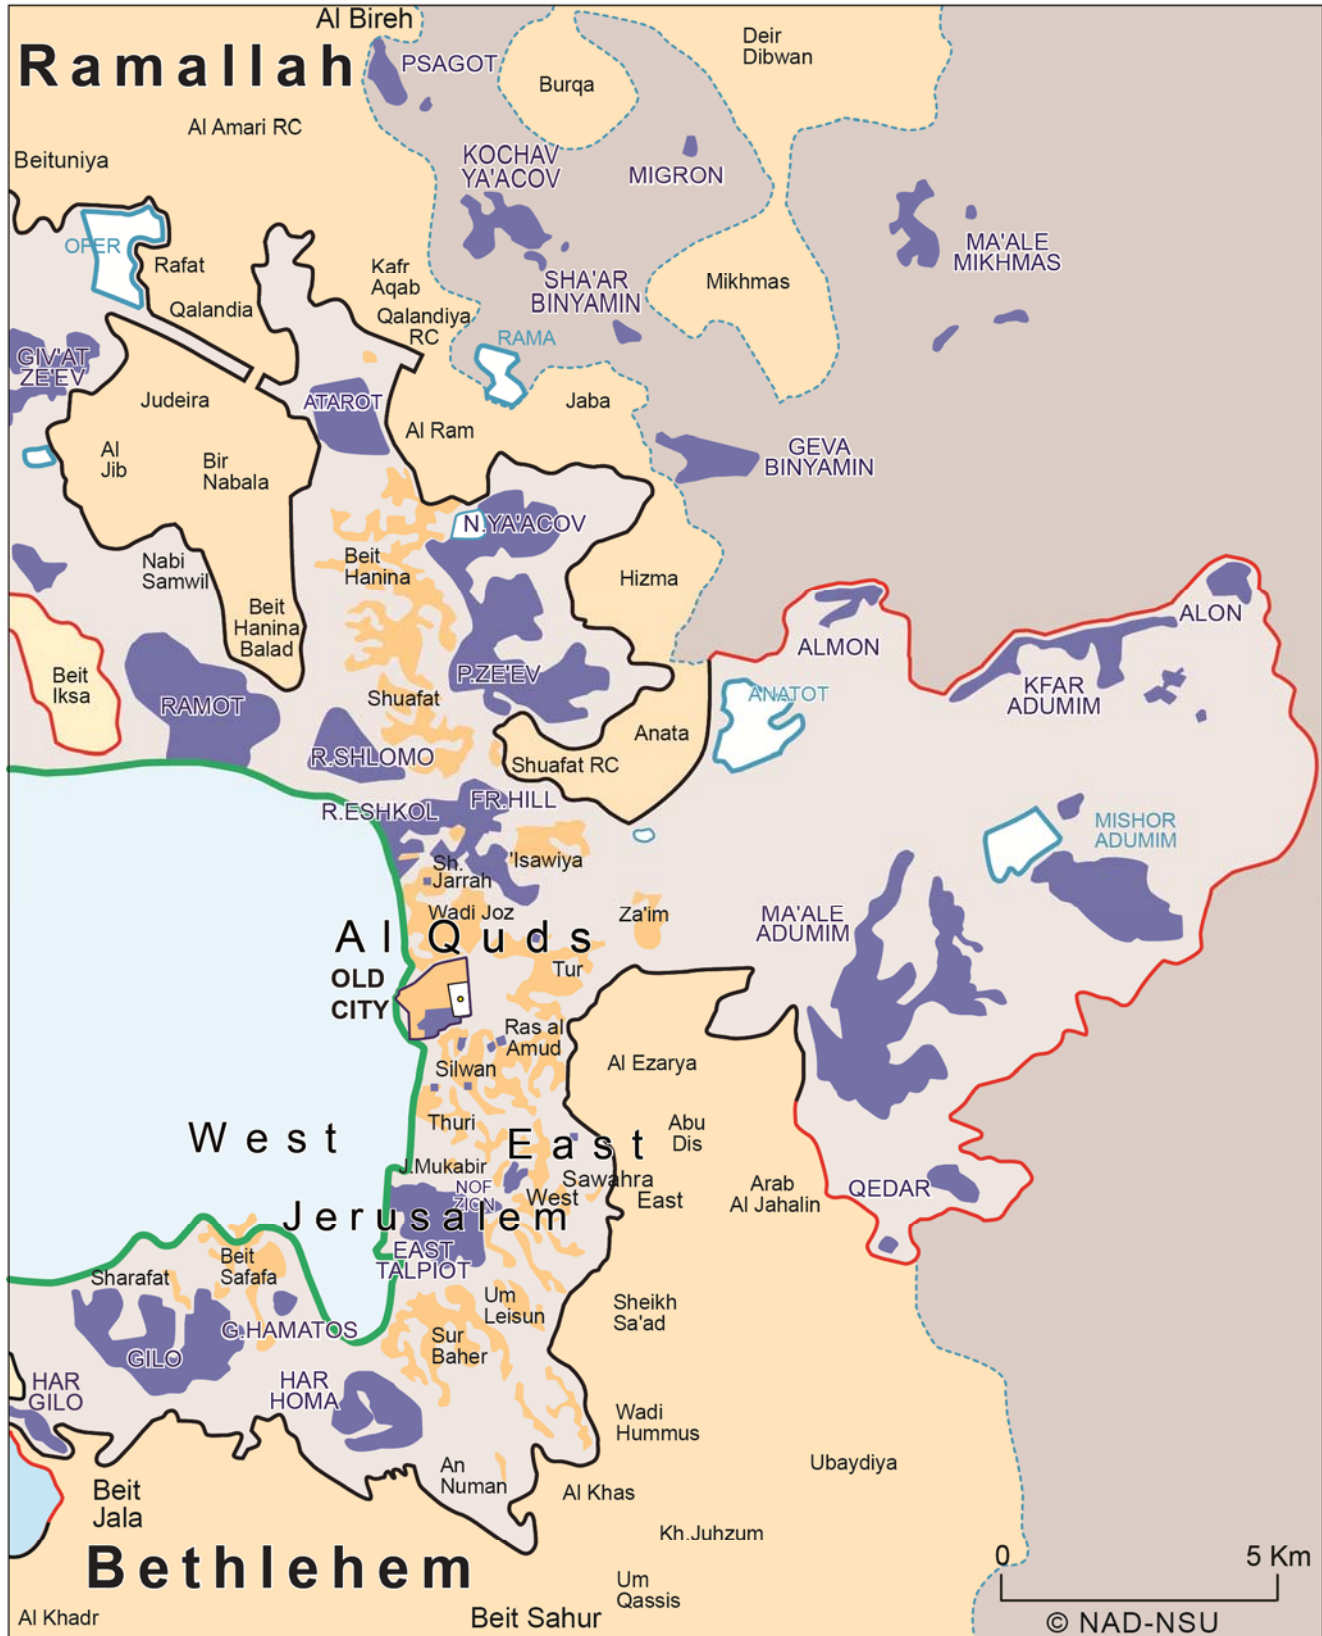 Al Bireh
Ramallah
PSAGOT
Deir
Dibwan
Burqa
Al Amari RC
Beituniya
KOCHAV
YA'ACOV
MIGRON
OFER
Rafat
Kafr
Aqab
MA'ALE
MIKHMAS
Mikhmas
SHA'AR
BINYAMIN
Qalandia
Qalandiya
RC
RAMA
GIV'AT
ZE'EV
Judeira
ATAROT
Jaba
Al Ram
Al
Jib
Bir
Nabala
GEVA
BINYAMIN
N.YA'ACOV
Nabi
Samwil
Beit
Hanina
Hizma
Beit
Hanina
Balad
ALON
ALMON
Beit
Iksa
RAMOT
Shuafat
P.ZE'EV
ANATOT
KFAR
ADUMIM
Anata
R.SHLOMO
Shuafat RC
R.ESHKOL
FR.HILL
MISHOR
ADUMIM
Sh.
Jarrah
'Isawiya
Wadi Joz
Za'im
MA'ALE
ADUMIM
Al Quds
OLD
CITY
Tur
Ras al
Amud
Silwan
Al Ezarya
Thuri
Abu
Dis
West
East
J.Mukabir
NOF
ZION
Sawahra
West
East
Arab
Al Jahalin
QEDAR
Jerusalem
EAST
TALPIOT
Sharafat
Beit
Safafa
Um
Leisun
Sheikh
Sa'ad
G.HAMATOS
GILO
Sur
Baher
HAR
GILO
HAR
HOMA
Wadi
Hummus
Ubaydiya
An
Numan
Al Khas
Beit
Jala
Kh.Juhzum
Bethlehem
0 5 Km
Um
Qassis
Al Khadr
Beit Sahur
© NAD-NSU